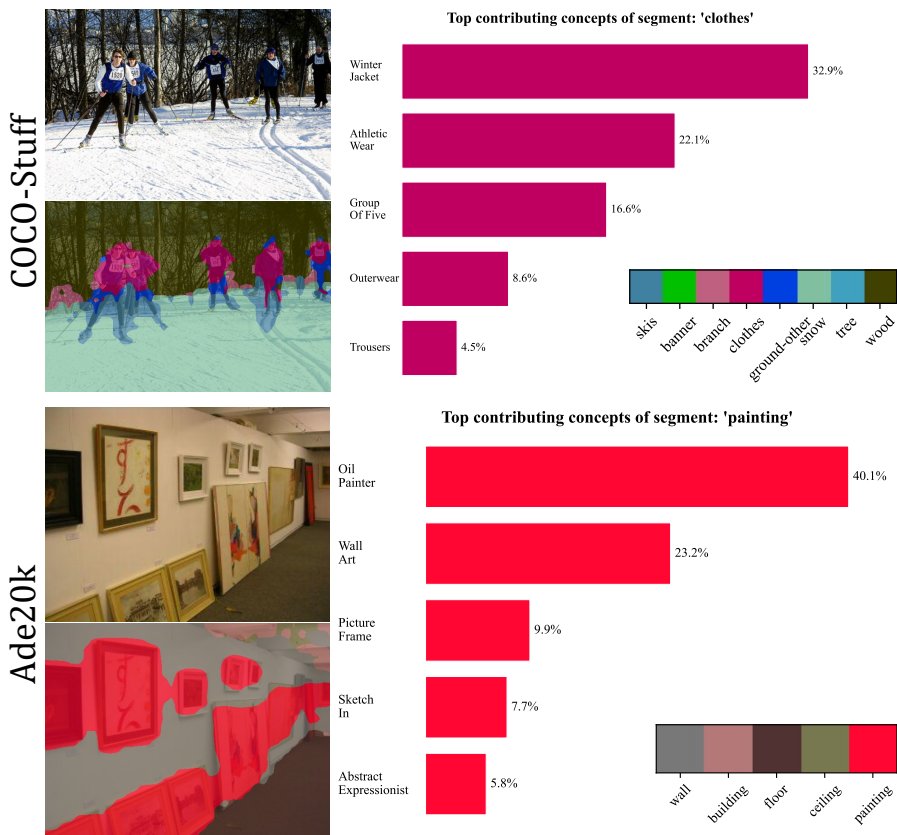 COCO-Stuff
1529
Top contributing concepts of segment: 'clothes'
Winter
Jacket
32.9%
Athletic
Wear
22.1%
Group
Of Five
16.6%
Outerwear
8.6%
Trousers
4.5%
skis
banner
branch
clothes
ground-other
snow
tree
wood
Ade20k
Top contributing concepts of segment: 'painting'
Oil
Painter
40.1%
Wall
Art
23.2%
Picture
Frame
9.9%
Sketch
In
7.7%
Abstract
Expressionist
5.8%
wall
building
floor
ceiling
painting